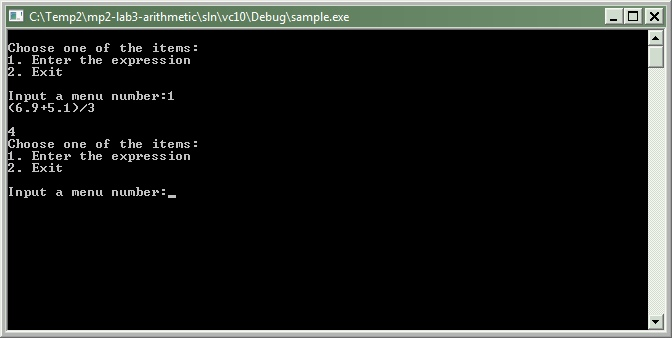 C:\Temp2\mp2-lab3-arithmetic\sln\vc10\Debug\sample.exe
Choose one of the items:
1. Enter the expression
2. Exit
Input a menu number:1
(6.9+5.1)/3
4
Choose one of the items:
1. Enter the expression
2. Exit
Input a menu number:_